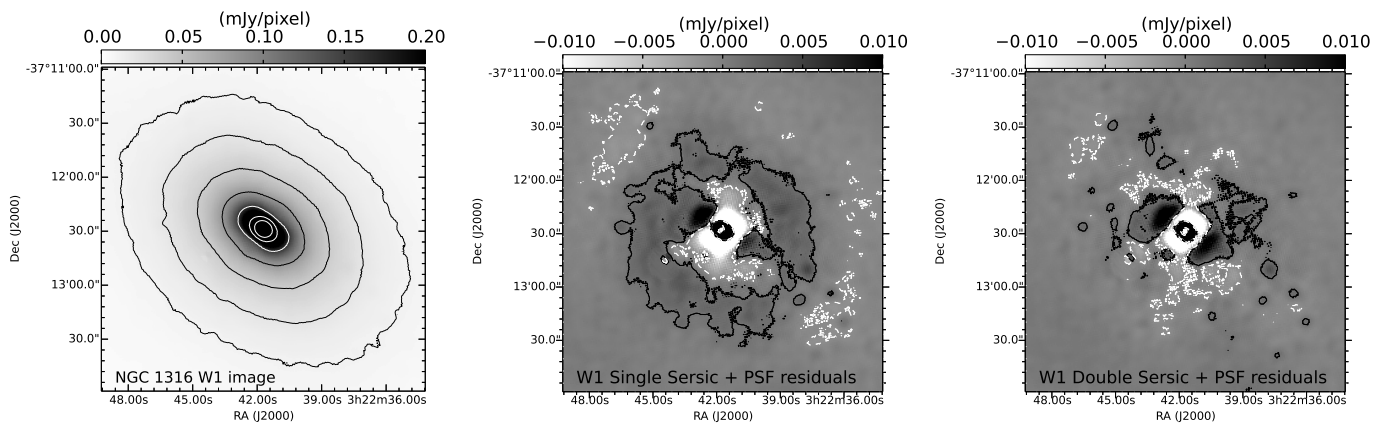 (mJy/pixel)
0.00 0.05 0.10 0.15 0.20
-37°11'00.0"
30.0"
12'00.0"
30.0"
13'00.0"
30.0"
Dec (J2000)
NGC 1316 W1 image
48.00s 45.00s 42.00s 39.00s 3h22m36.00s
RA (J2000)
(mJy/pixel)
−0.010 −0.005 0.000 0.005 0.010
-37°11'00.0"
30.0"
12'00.0"
30.0"
13'00.0"
30.0"
Dec (J2000)
W1 Single Sersic + PSF residuals
48.00s 45.00s 42.00s 39.00s 3h22m36.00s
RA (J2000)
(mJy/pixel)
−0.010 −0.005 0.000 0.005 0.010
-37°11'00.0"
30.0"
12'00.0"
30.0"
13'00.0"
30.0"
Dec (J2000)
W1 Double Sersic + PSF residuals
48.00s 45.00s 42.00s 39.00s 3h22m36.00s
RA (J2000)